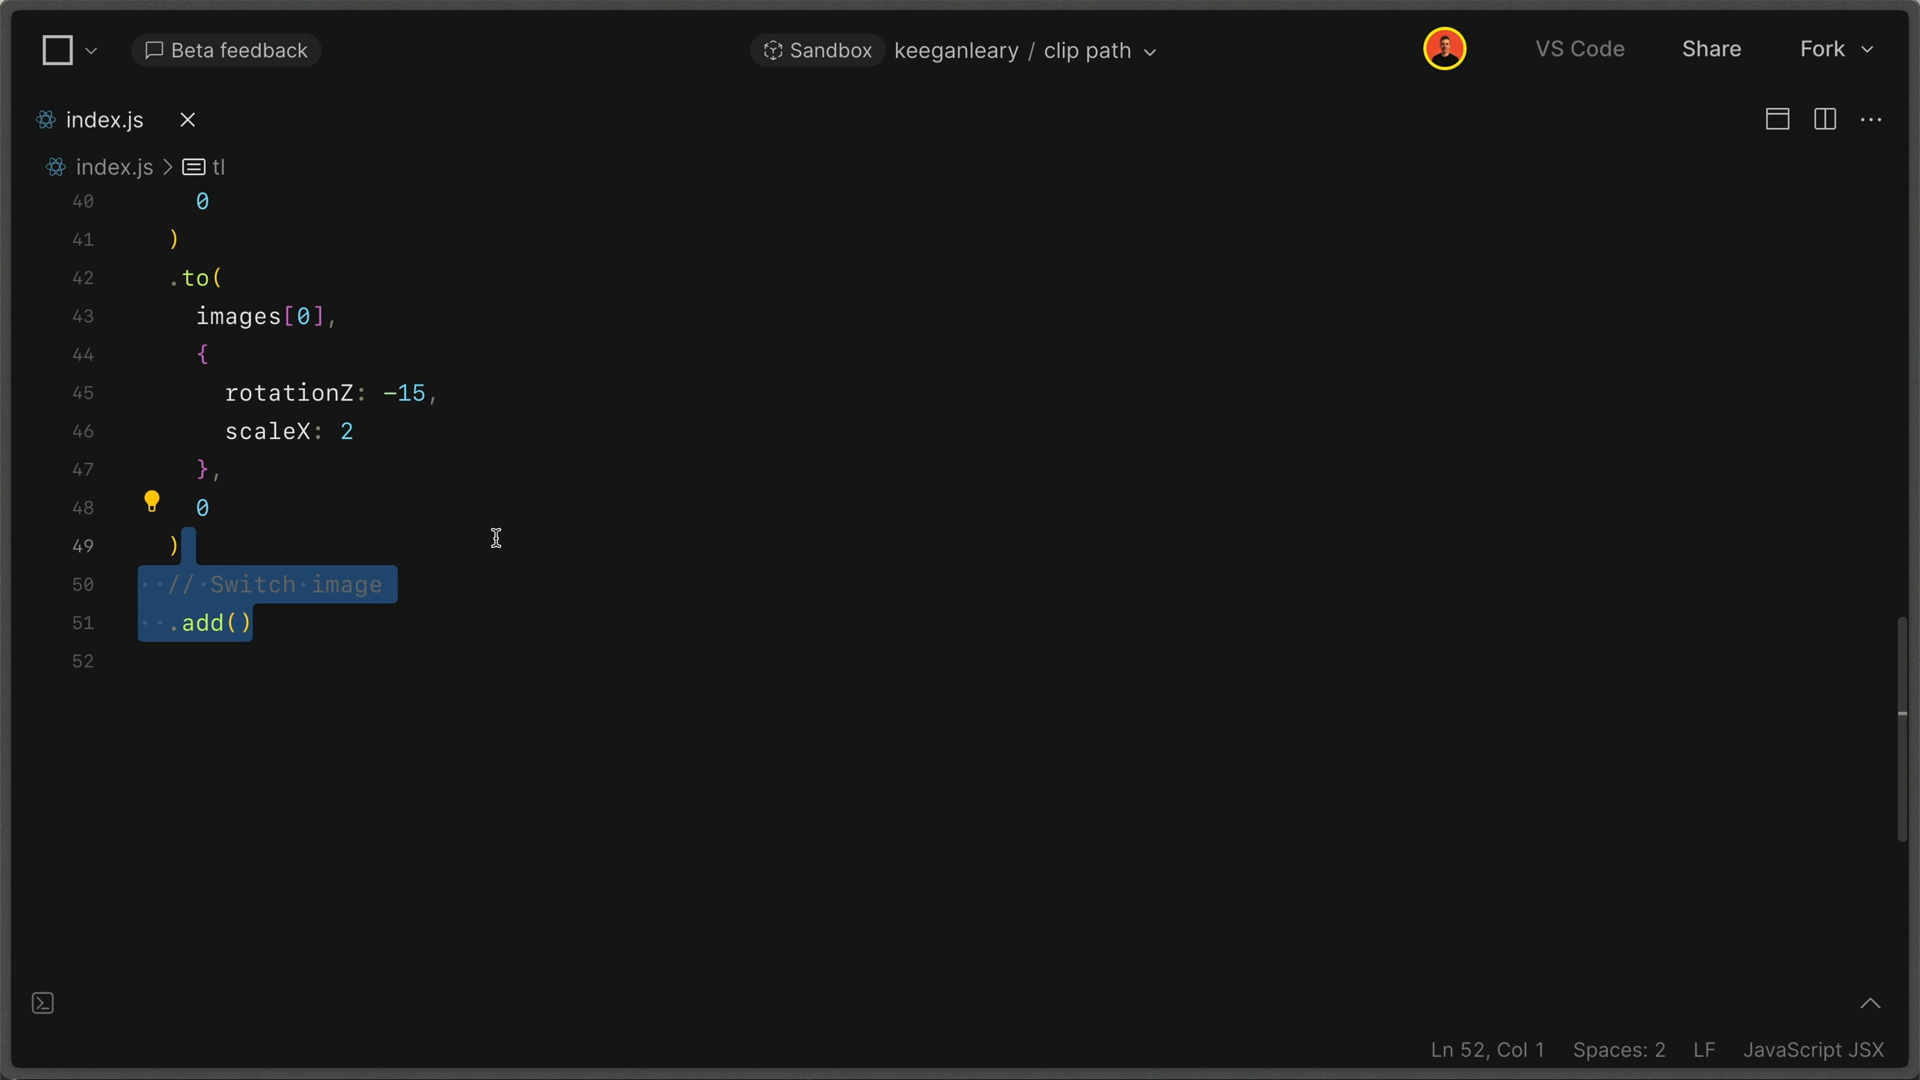 Beta feedback
Sandbox keeganleary / clip path
VS Code
Share
Fork
index.js
index.js > tl
40 0
41 )
42 .to(
43 images[0],
44 {
45 rotationZ: -15,
46 scaleX: 2
47 },
48 0
49 )
50 ··//·Switch·image
51 ··.add()
52
Ln 52, Col 1 Spaces: 2 LF JavaScript JSX